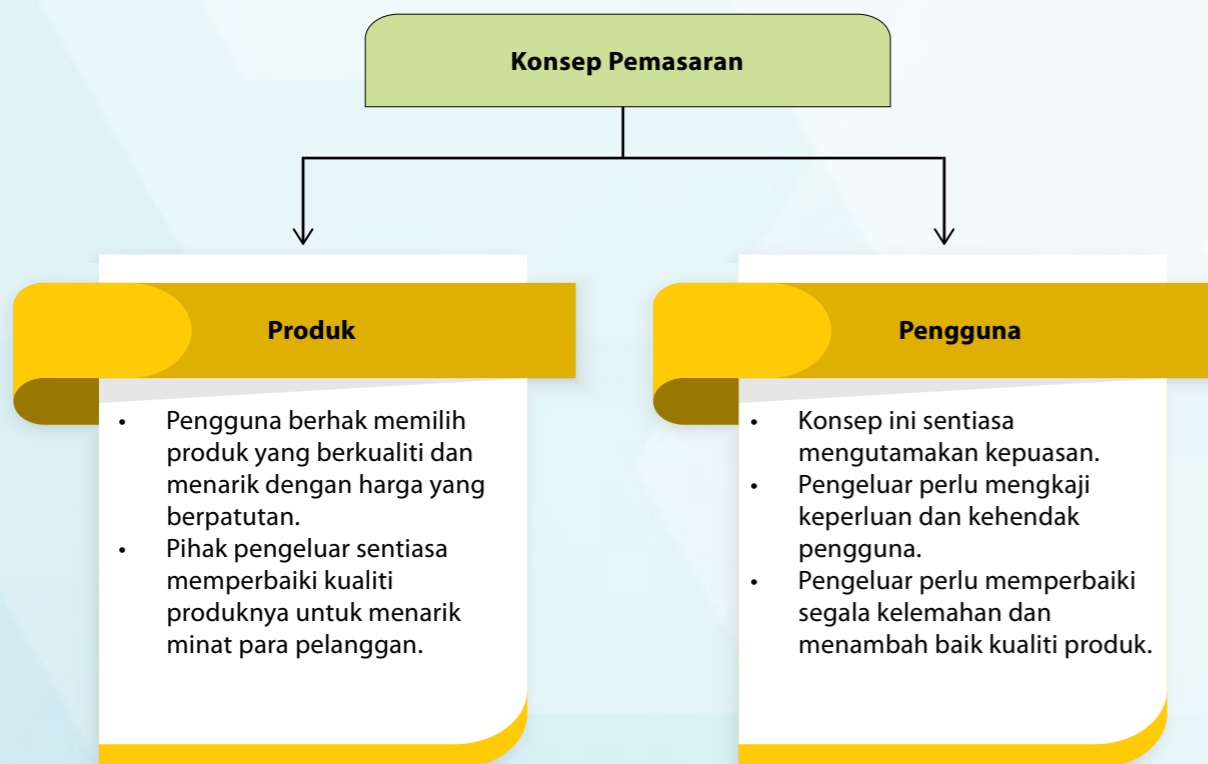 Konsep Pemasaran
Produk
• Pengguna berhak memilih
produk yang berkualiti dan
menarik dengan harga yang
berpatutan.
• Pihak pengeluar sentiasa
memperbaiki kualiti
produknya untuk menarik
minat para pelanggan.
Pengguna
• Konsep ini sentiasa
mengutamakan kepuasan.
• Pengeluar perlu mengkaji
keperluan dan kehendak
pengguna.
• Pengeluar perlu memperbaiki
segala kelemahan dan
menambah baik kualiti produk.